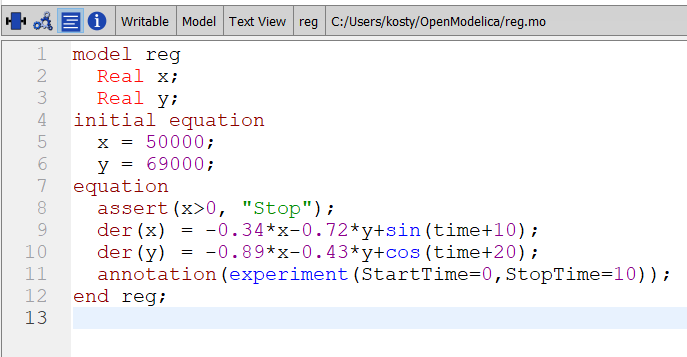 Writable Model Text View reg C:/Users/kosty/OpenModelica/reg.mo
1 model reg
2   Real x;
3   Real y;
4 initial equation
5   x = 50000;
6   y = 69000;
7 equation
8   assert(x>0, "Stop");
9   der(x) = -0.34*x-0.72*y+sin(time+10);
10   der(y) = -0.89*x-0.43*y+cos(time+20);
11   annotation(experiment(StartTime=0,StopTime=10));
12 end reg;
13